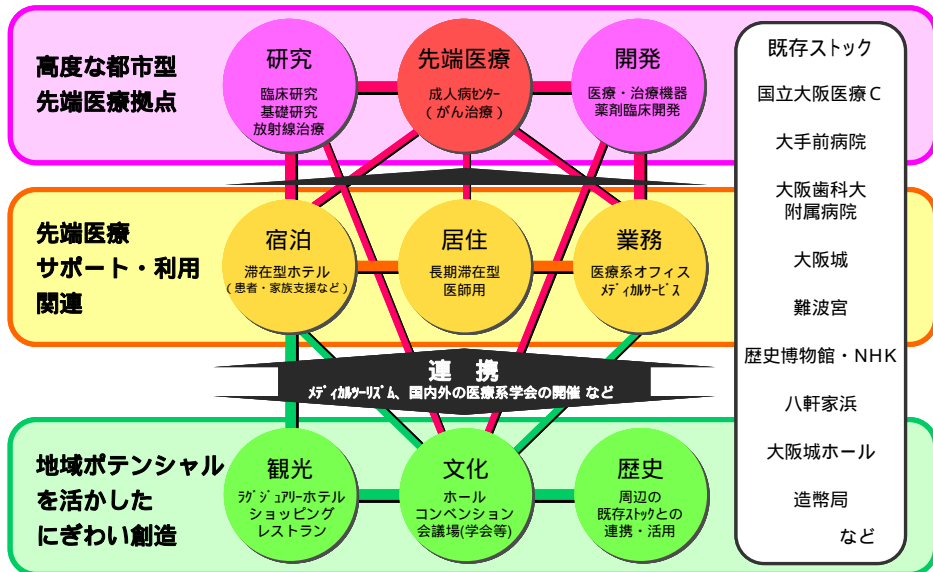 高度な都市型
先端医療拠点
研究
臨床研究
基礎研究
放射線治療
先端医療
成人病ｾﾝﾀｰ
(がん治療)
開発
医療・治療機器
薬剤臨床開発
先端医療
サポート・利用
関連
宿泊
滞在型ホテル
(患者・家族支援など)
居住
長期滞在型
医師用
業務
医療系オフィス
ﾒﾃﾞｨｶﾙサービス
連 携
ﾒﾃﾞｨｶﾙﾂｰﾘｽﾞﾑ、国内外の医療系学会の開催 など
地域ポテンシャル
を活かした
にぎわい創造
観光
ﾗｸﾞｼﾞｭｱﾘｰホテル
ショッピング
レストラン
文化
ホール
コンベンション
会議場(学会等)
歴史
周辺の
既存ｽﾄｯｸとの
連携・活用
既存ストック
国立大阪医療Ｃ
大手前病院
大阪歯科大
附属病院
大阪城
難波宮
歴史博物館・NHK
八軒家浜
大阪城ホール
造幣局
など